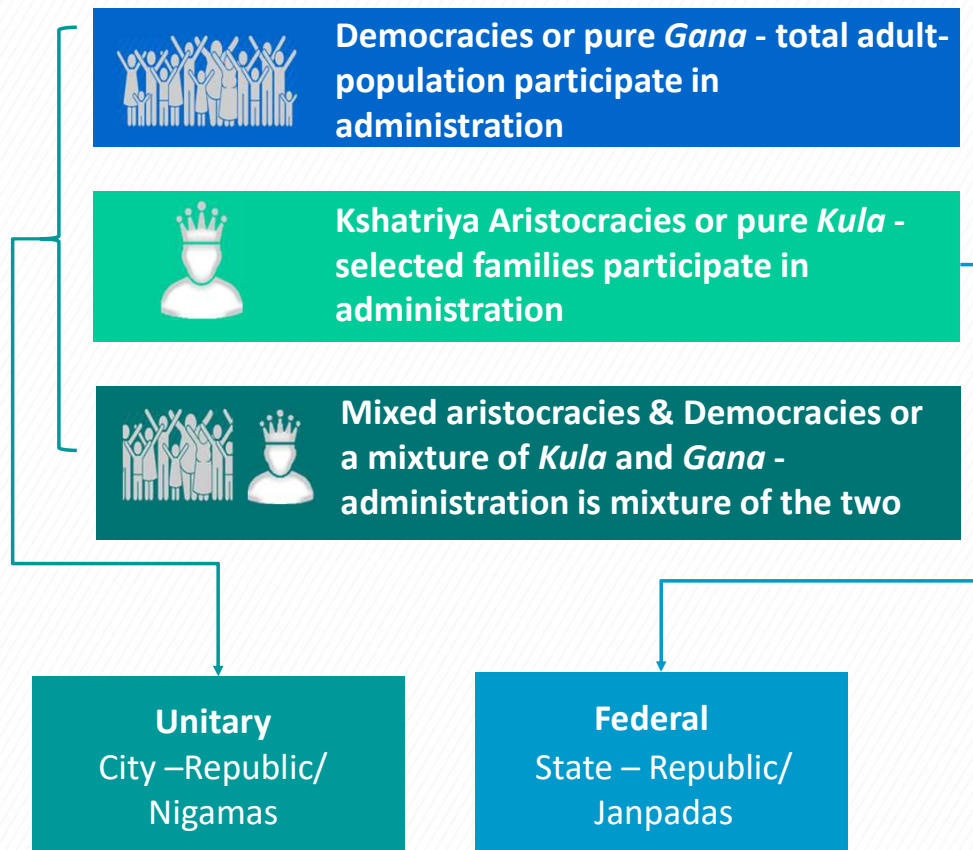 Democracies or pure Gana - total adult-
population participate in
administration
Kshatriya Aristocracies or pure Kula -
selected families participate in
administration
Mixed aristocracies & Democracies or
a mixture of Kula and Gana -
administration is mixture of the two
Unitary
City –Republic/
Nigamas
Federal
State – Republic/
Janpadas